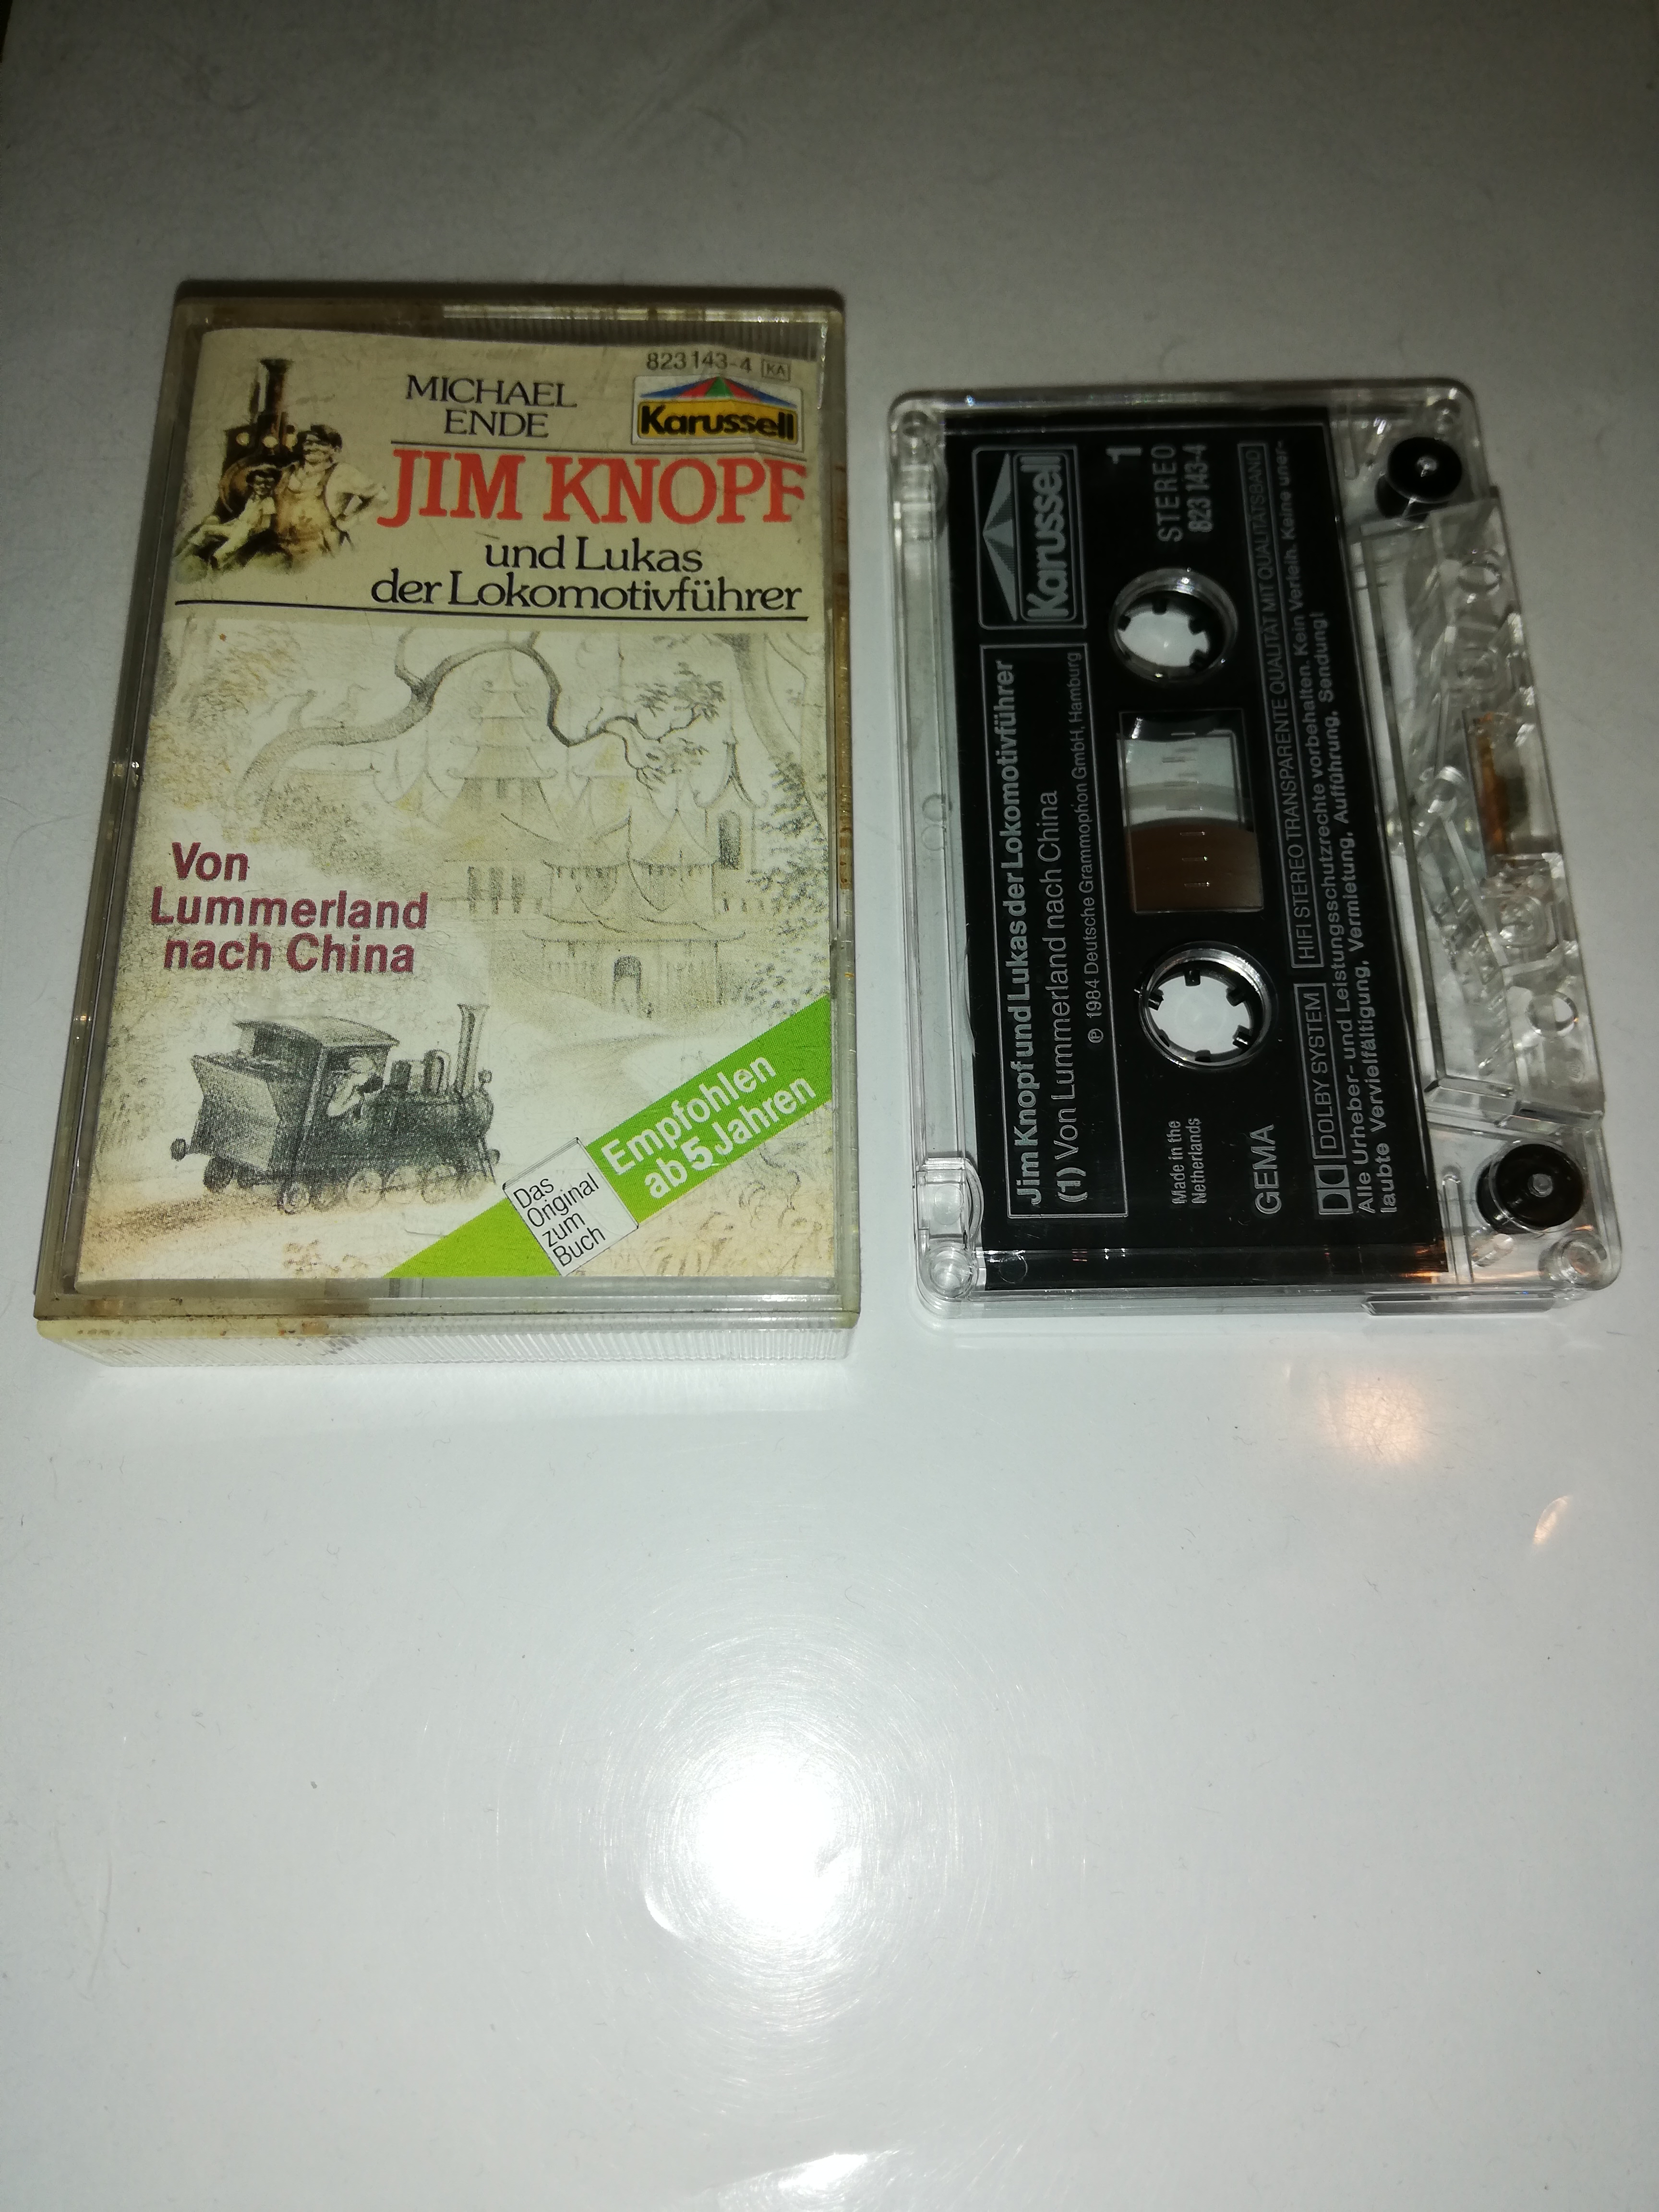 823 143-4 KA
MICHAEL
ENDE
Karussell
JIM KNOPF
und Lukas
der Lokomotivführer
Von
Lummerland
nach China
Empfohlen
ab 5 Jahren
Das
Original
zum
Buch
Karussell
1
STEREO
823 143-4
Jim Knopf und Lukas der Lokomotivführer
(1) Von Lummerland nach China
℗ 1984 Deutsche Grammophon GmbH, Hamburg
Made in the
Netherlands
GEMA
DOLBY SYSTEM
HIFI STEREO TRANSPARENTE QUALITÄT MIT QUALITÄTSBAND
Alle Urheber- und Leistungsschutzrechte vorbehalten. Kein Verleih. Keine uner-
laubte Vervielfältigung, Vermietung, Aufführung, Sendung!